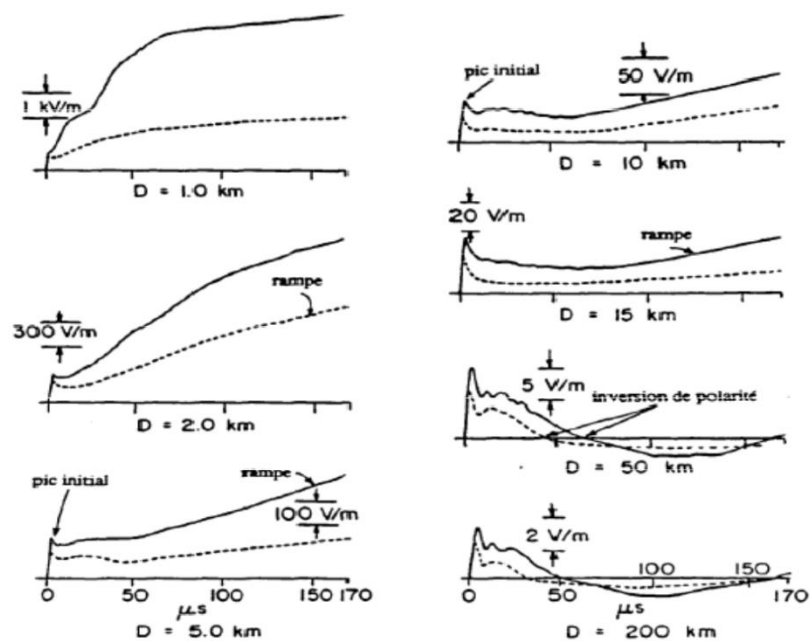 1 kV/m
D = 1.0 km
rampe
300 V/m
D = 2.0 km
pic initial
rampe
100 V/m
0 50 100 150 170
μs
D = 5.0 km
pic initial
50 V/m
D = 10 km
20 V/m
rampe
D = 15 km
5 V/m
inversion de polarité
D = 50 km
2 V/m
100 150
0 50 170
μs
D = 200 km